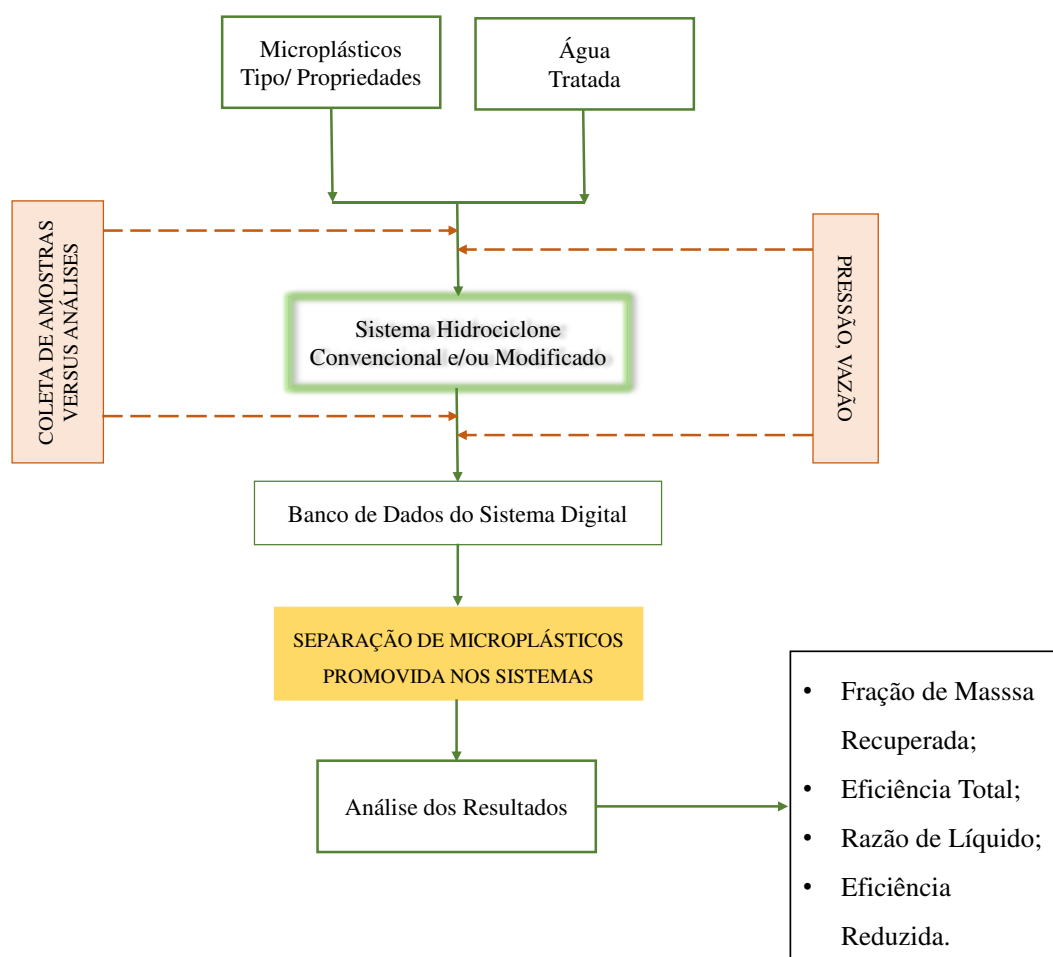 Microplásticos
Tipo/ Propriedades
Água
Tratada
COLETA DE AMOSTRAS
VERSUS ANÁLISES
PRESSÃO, VAZÃO
Sistema Hidrociclone
Convencional e/ou Modificado
Banco de Dados do Sistema Digital
SEPARAÇÃO DE MICROPLÁSTICOS
PROMOVIDA NOS SISTEMAS
Análise dos Resultados
• Fração de Masssa
Recuperada;
• Eficiência Total;
• Razão de Líquido;
• Eficiência
Reduzida.